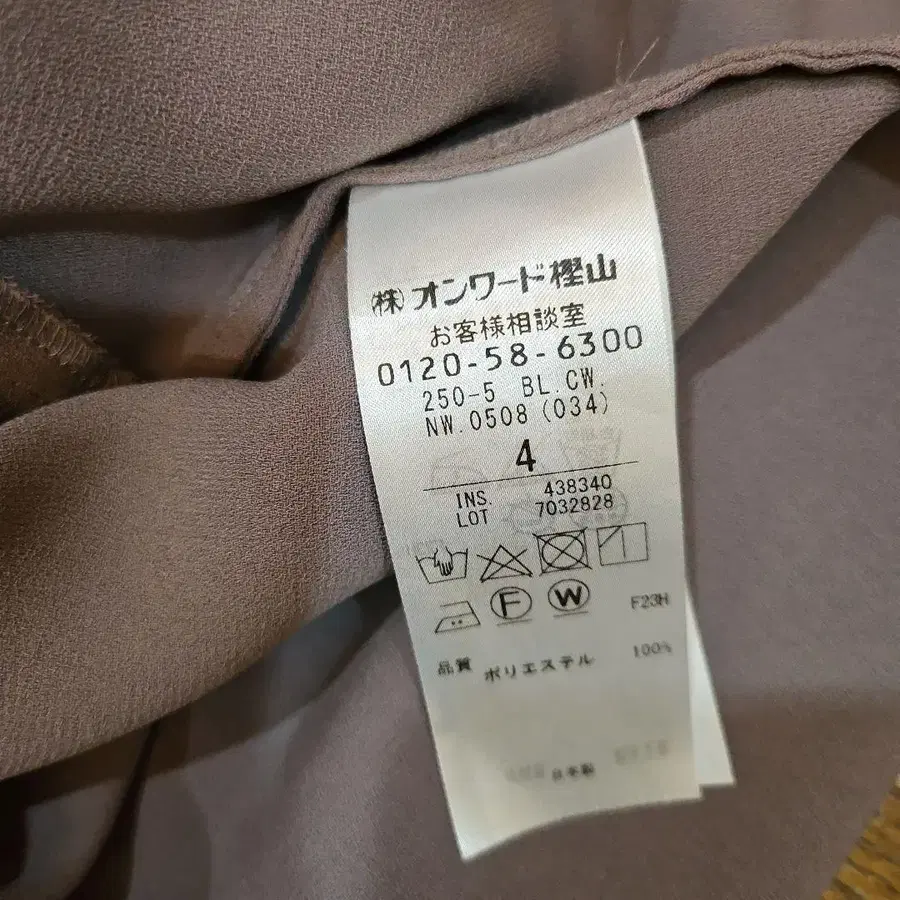 ㈱オンワード樫山
お客様相談室
0120-58-6300
250-5 BL.CW.
NW.0508 (034)
4
INS. 438340
LOT 7032828
F W F23H
品質 ポリエステル 100%
日本製